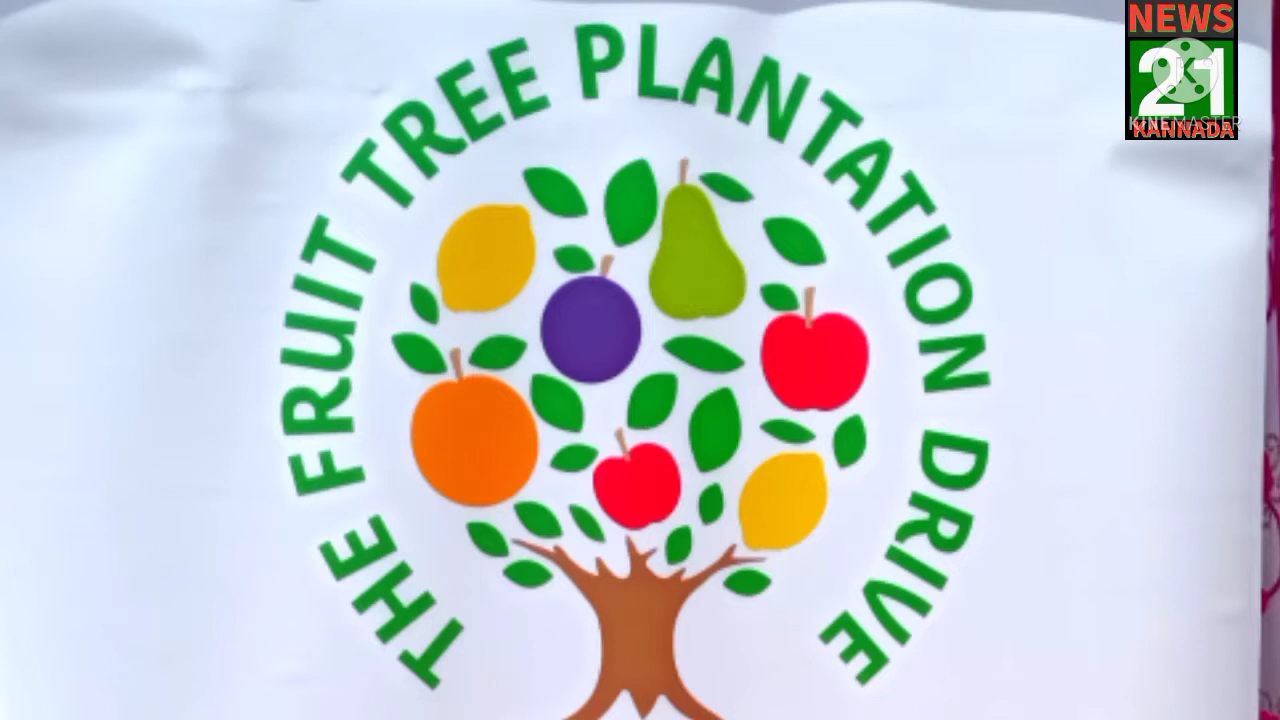 THE FRUIT TREE PLANTATION DRIVE
NEWS
21
K
KINEMASTER
KANNADA